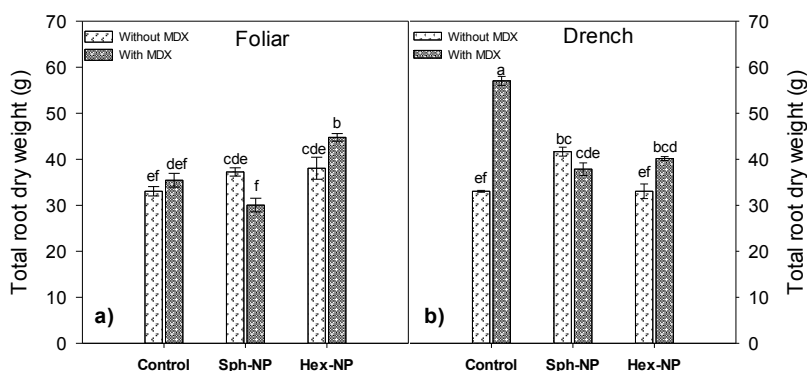 Total root dry weight (g)
70
60
50
40
30
20
10
0
Without MDX
With MDX
Foliar
ef
def
cde
f
cde
b
a)
Control
Sph-NP
Hex-NP
Without MDX
With MDX
Drench
ef
a
bc
cde
ef
bcd
b)
Control
Sph-NP
Hex-NP
70
60
50
40
30
20
10
0
Total root dry weight (g)